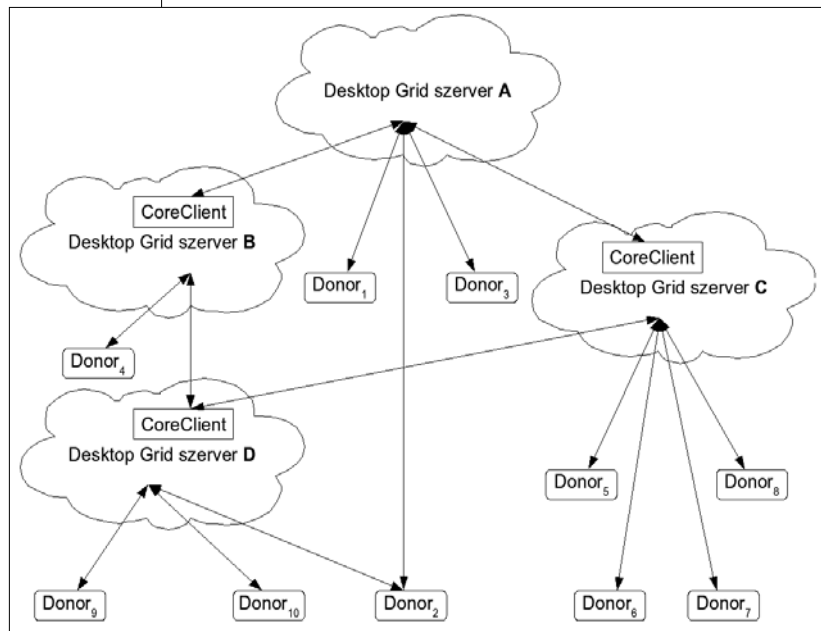 Desktop Grid szerver A
CoreClient
Desktop Grid szerver B
CoreClient
Desktop Grid szerver C
Donor1
Donor3
Donor4
CoreClient
Desktop Grid szerver D
Donor5
Donor8
Donor9
Donor10
Donor2
Donor6
Donor7